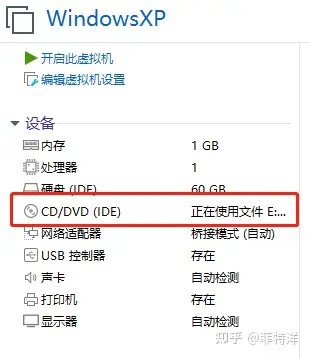 WindowsXP
开启此虚拟机
编辑虚拟机设置
设备
内存 1 GB
处理器 1
硬盘 (IDE) 60 GB
CD/DVD (IDE) 正在使用文件 E:...
网络适配器 桥接模式 (自动)
USB 控制器 存在
声卡 自动检测
打印机 存在
显示器 自动检测
知乎 @菲特洋